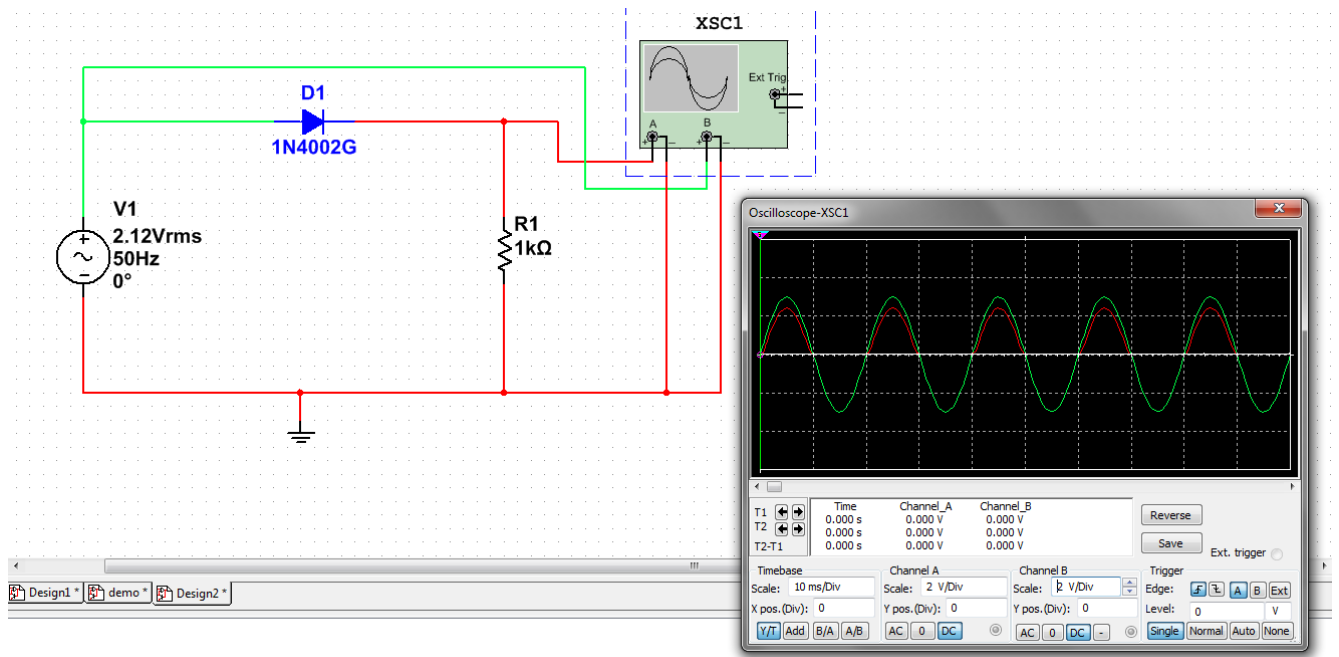 XSC1
Ext Trig
+
−
A
B
+ −
+ −
D1
1N4002G
V1
+
2.12Vrms
50Hz
0°
R1
1kΩ
Oscilloscope-XSC1
T1
T2
T2-T1
Time Channel_A Channel_B
0.000 s 0.000 V 0.000 V
0.000 s 0.000 V 0.000 V
0.000 s 0.000 V 0.000 V
Reverse
Save
Ext. trigger
Timebase
Scale: 10 ms/Div
X pos.(Div): 0
Y/T Add B/A A/B
Channel A
Scale: 2 V/Div
Y pos.(Div): 0
AC 0 DC
Channel B
Scale: 2 V/Div
Y pos.(Div): 0
AC 0 DC -
Trigger
Edge: A B Ext
Level: 0 V
Single Normal Auto None
Design1 * demo * Design2 *